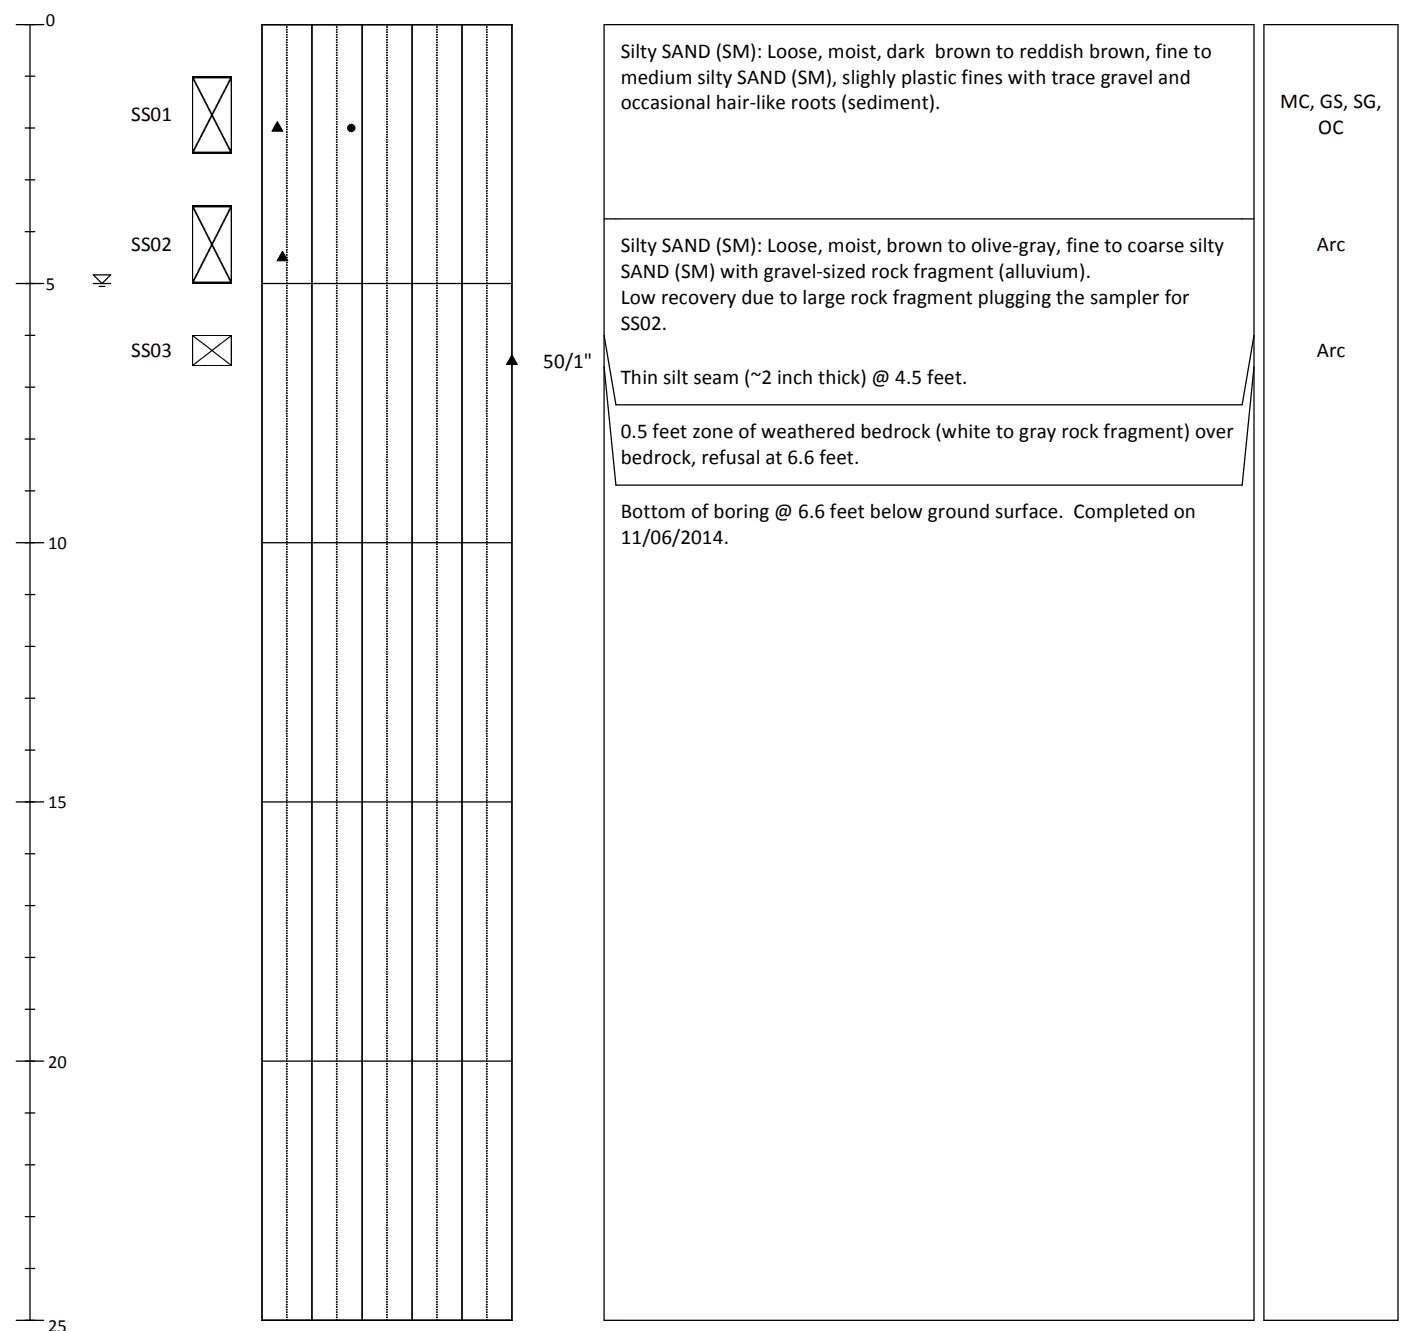 0
Silty SAND (SM): Loose, moist, dark  brown to reddish brown, fine to
medium silty SAND (SM), slighly plastic fines with trace gravel and
occasional hair-like roots (sediment).
MC, GS, SG,
OC
SS01
SS02
Silty SAND (SM): Loose, moist, brown to olive-gray, fine to coarse silty
SAND (SM) with gravel-sized rock fragment (alluvium).
Low recovery due to large rock fragment plugging the sampler for
SS02.
Arc
5
SS03
50/1"
Arc
Thin silt seam (~2 inch thick) @ 4.5 feet.
0.5 feet zone of weathered bedrock (white to gray rock fragment) over
bedrock, refusal at 6.6 feet.
Bottom of boring @ 6.6 feet below ground surface.  Completed on
11/06/2014.
10
15
20
25